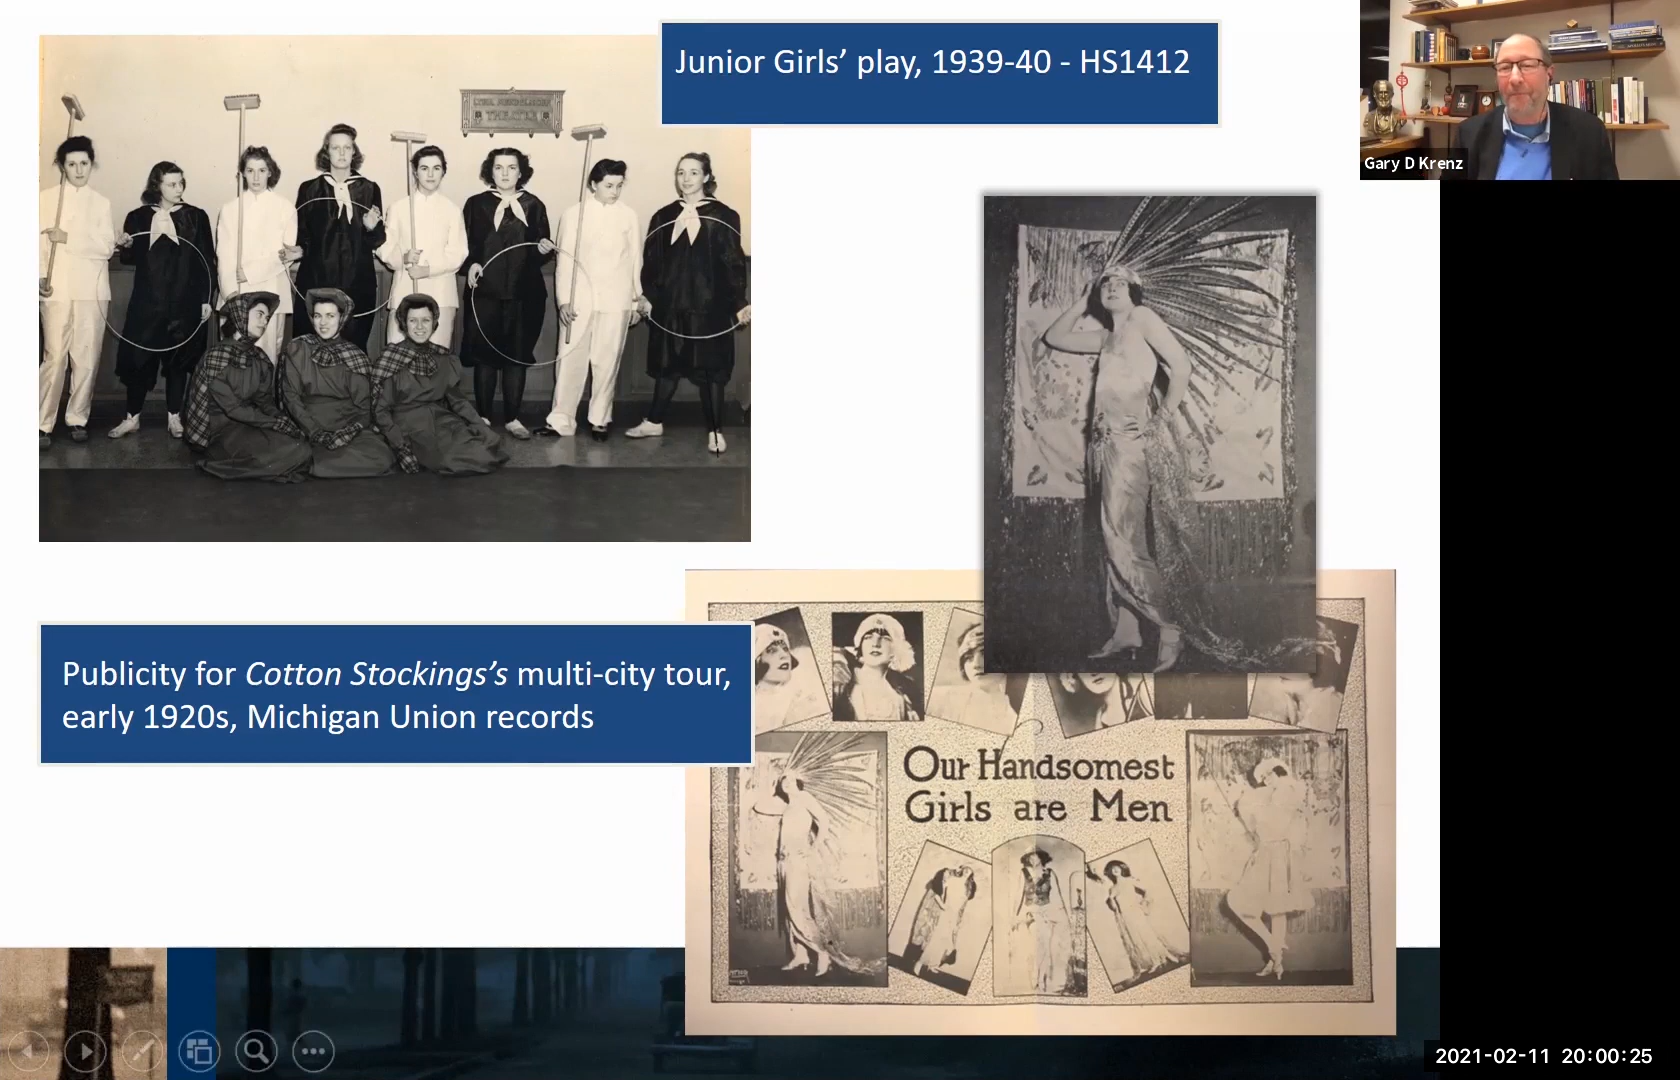 Junior Girls’ play, 1939-40 - HS1412
Gary D Krenz
THEATRE
Publicity for Cotton Stockings’s multi-city tour,
early 1920s, Michigan Union records
Our Handsomest
Girls are Men
2021-02-11 20:00:25